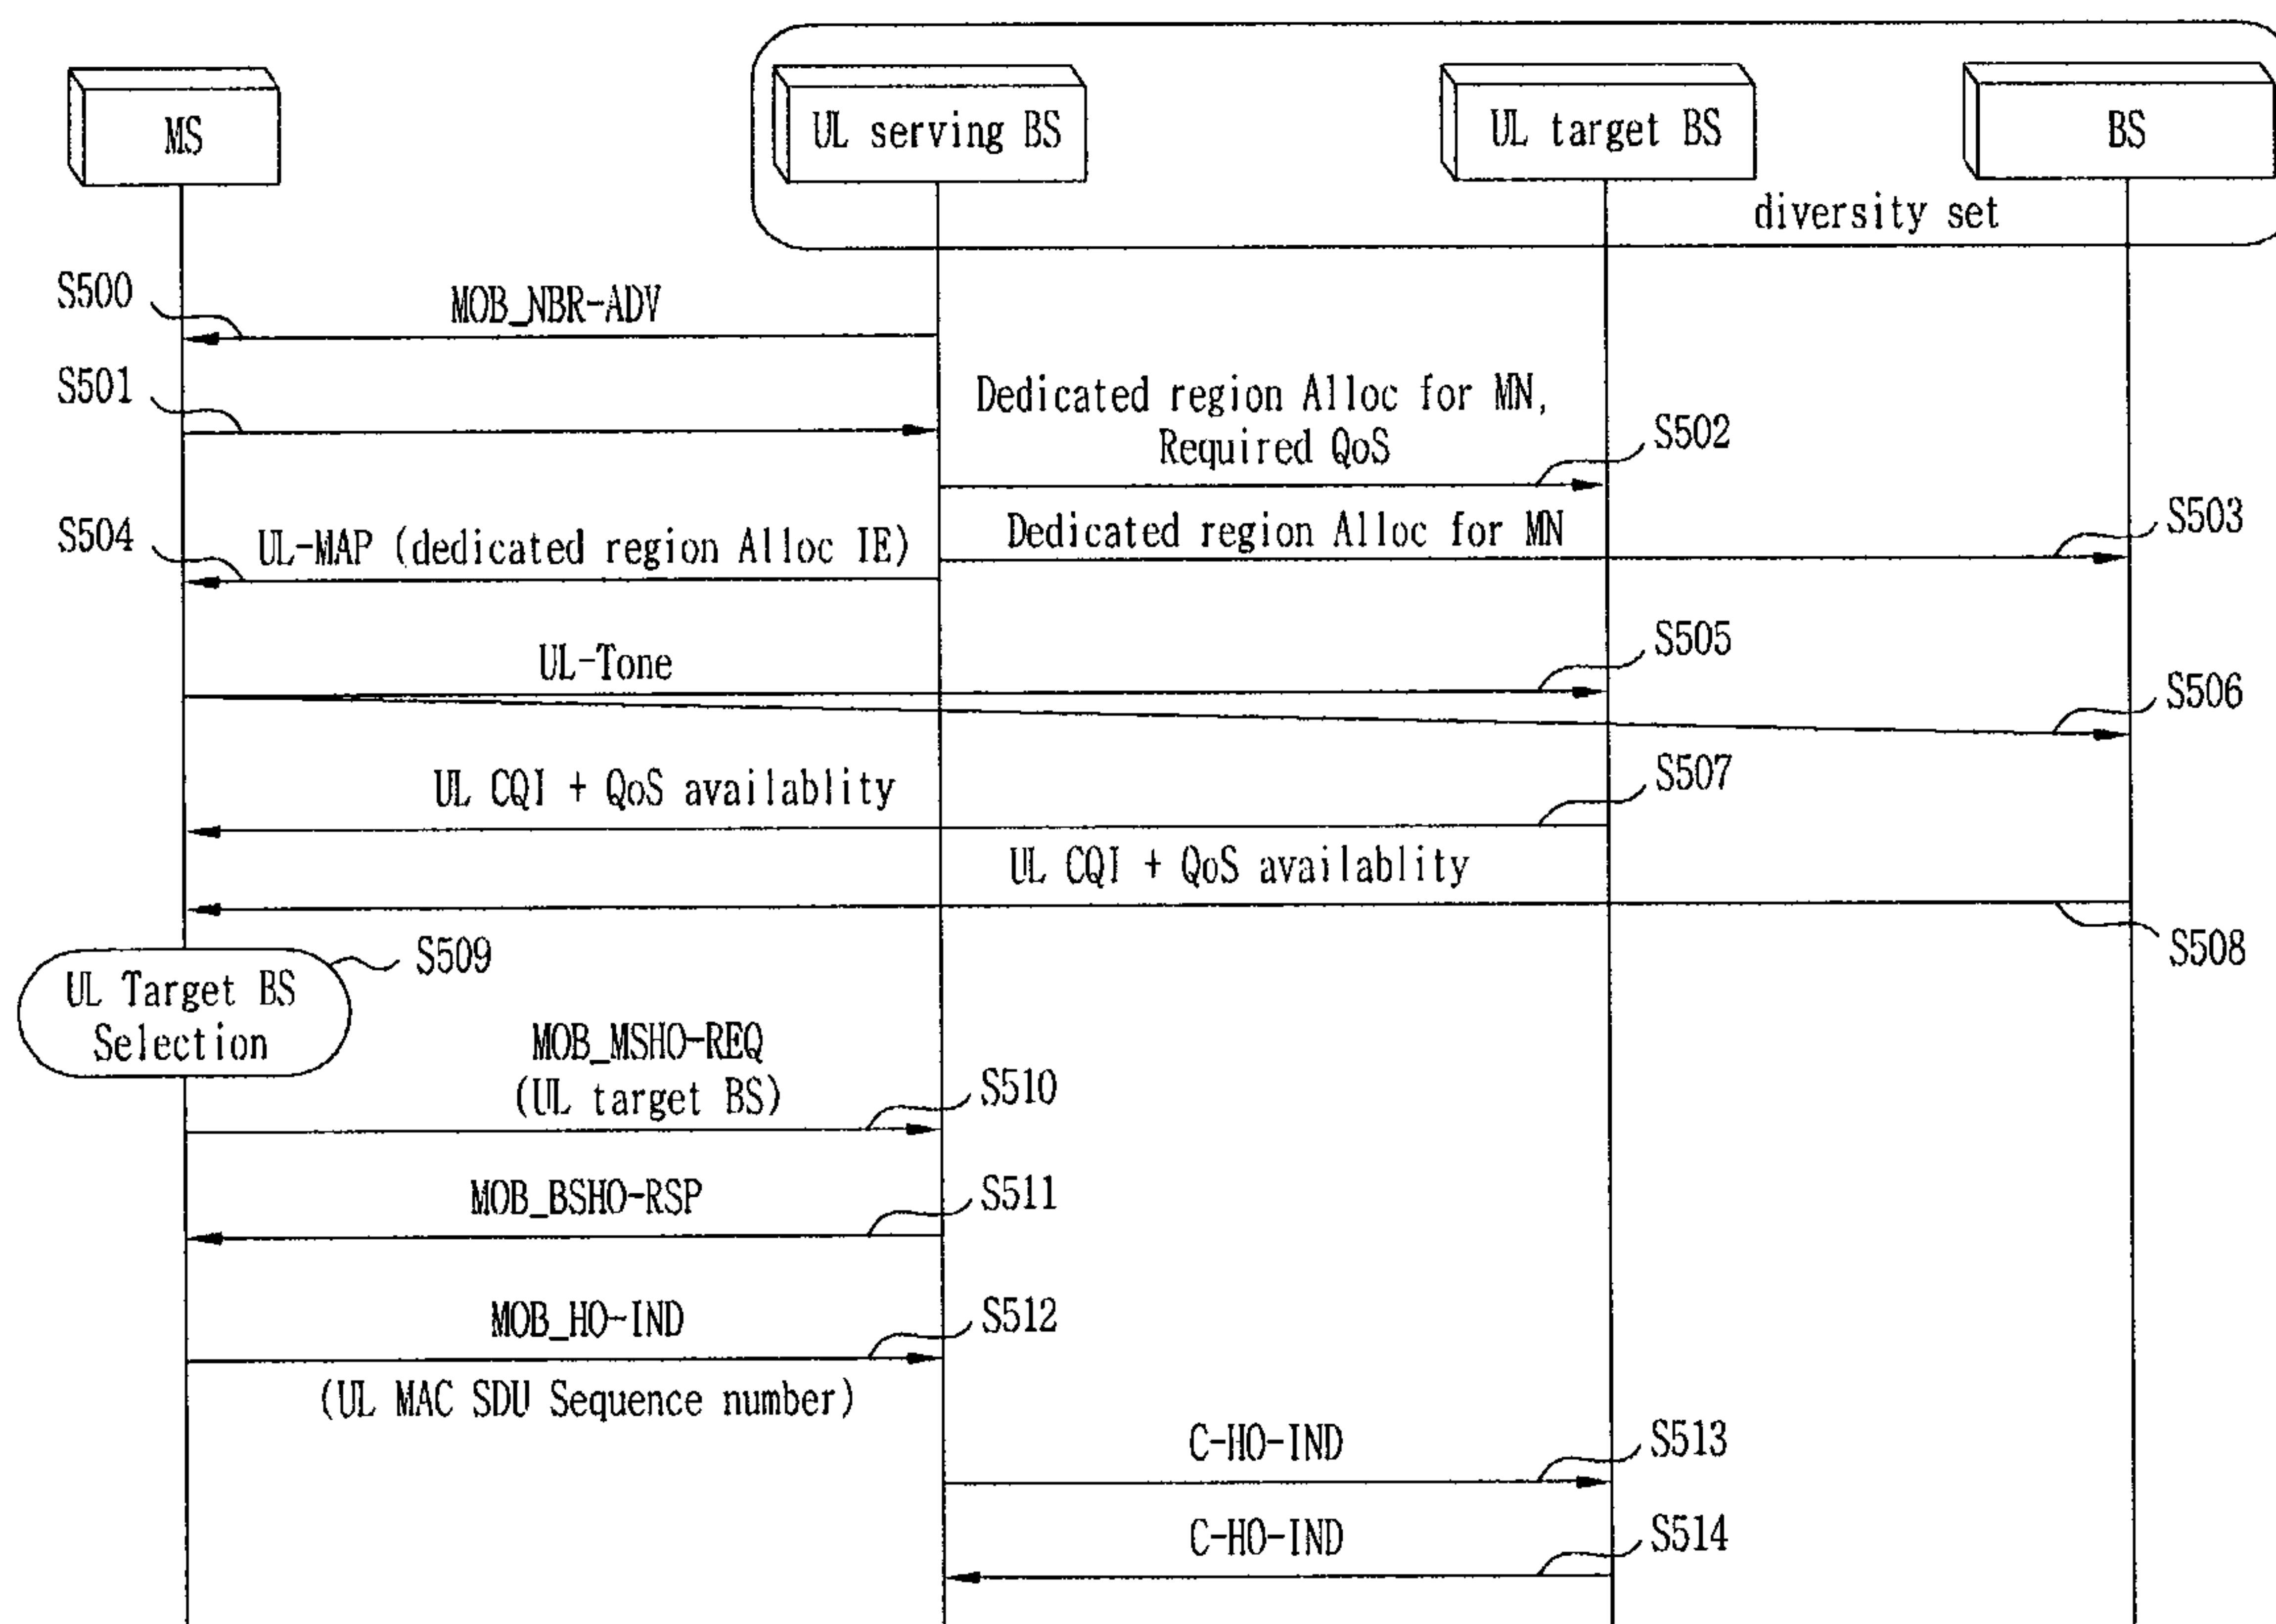 MS
UL serving BS
UL target BS
BS
diversity set
S500
MOB_NBR-ADV
S501
Dedicated region Alloc for MN,
Required QoS
S502
S504
UL-MAP (dedicated region Alloc IE)
Dedicated region Alloc for MN
S503
UL-Tone
S505
S506
UL CQI + QoS availablity
S507
UL CQI + QoS availablity
S508
UL Target BS
Selection
S509
MOB_MSHO-REQ
(UL target BS)
S510
MOB_BSHO-RSP
S511
MOB_HO-IND
S512
(UL MAC SDU Sequence number)
C-HO-IND
S513
C-HO-IND
S514